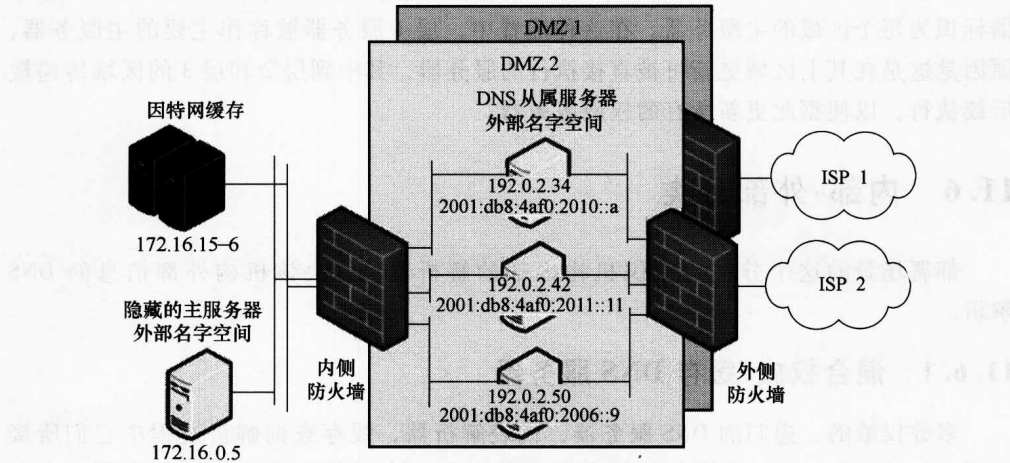 DMZ 1
DMZ 2
DNS 从属服务器
外部名字空间
因特网缓存
172.16.15–6
隐藏的主服务器
外部名字空间
172.16.0.5
内侧
防火墙
192.0.2.34
2001:db8:4af0:2010::a
192.0.2.42
2001:db8:4af0:2011::11
192.0.2.50
2001:db8:4af0:2006::9
外侧
防火墙
ISP 1
ISP 2